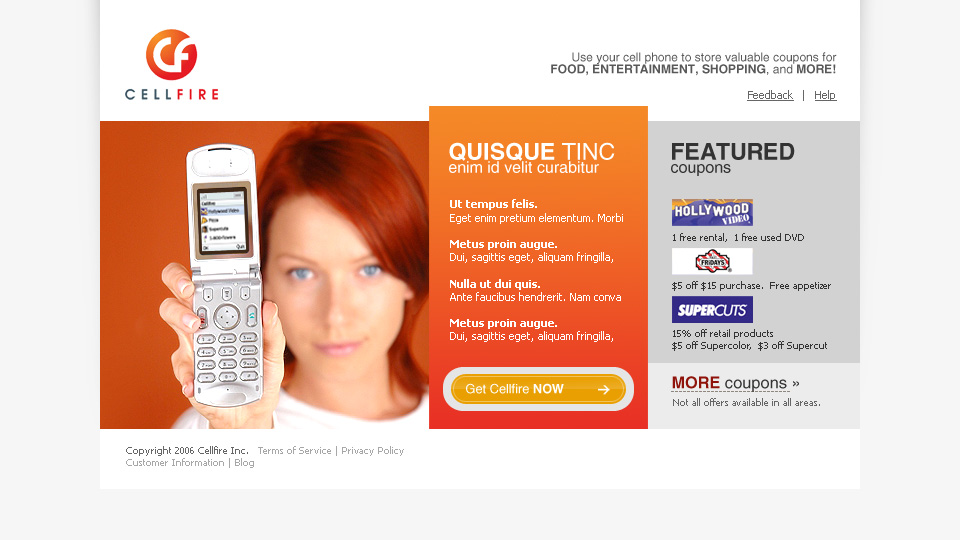 CELLFIRE
Use your cell phone to store valuable coupons for
FOOD, ENTERTAINMENT, SHOPPING, and MORE!
Feedback | Help
Cellfire
Hollywood Video
Pizza
Supercuts
1-800-flowers
Quit
QUISQUE TINC
enim id velit curabitur
Ut tempus felis.
Eget enim pretium elementum. Morbi
Metus proin augue.
Dui, sagittis eget, aliquam fringilla,
Nulla ut dui quis.
Ante faucibus hendrerit. Nam conva
Metus proin augue.
Dui, sagittis eget, aliquam fringilla,
Get Cellfire NOW
FEATURED
coupons
HOLLYWOOD
VIDEO
1 free rental, 1 free used DVD
FRIDAYS
$5 off $15 purchase. Free appetizer
SUPERCUTS
15% off retail products
$5 off Supercolor, $3 off Supercut
MORE coupons »
Not all offers available in all areas.
Copyright 2006 Cellfire Inc. Terms of Service | Privacy Policy
Customer Information | Blog